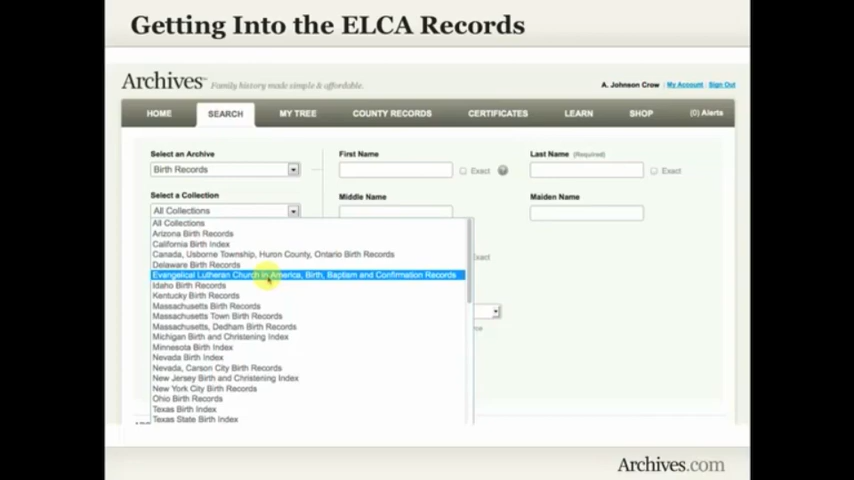 Getting Into the ELCA Records
Archives™ Family history made simple & affordable.
A. Johnson Crow My Account Sign Out
HOME SEARCH MY TREE COUNTY RECORDS CERTIFICATES LEARN SHOP (0) Alerts
Select an Archive First Name Last Name (Required)
Birth Records Exact Exact
Select a Collection Middle Name Maiden Name
All Collections
All Collections
Arizona Birth Records
California Birth Index
Canada, Usborne Township, Huron County, Ontario Birth Records
Delaware Birth Records
Evangelical Lutheran Church in America, Birth, Baptism and Confirmation Records
Idaho Birth Records
Kentucky Birth Records
Massachusetts Birth Records
Massachusetts Town Birth Records
Massachusetts, Dedham Birth Records
Michigan Birth and Christening Index
Minnesota Birth Index
Nevada Birth Index
Nevada, Carson City Birth Records
New Jersey Birth and Christening Index
New York City Birth Records
Ohio Birth Records
Texas Birth Index
Texas State Birth Index
Archives.com